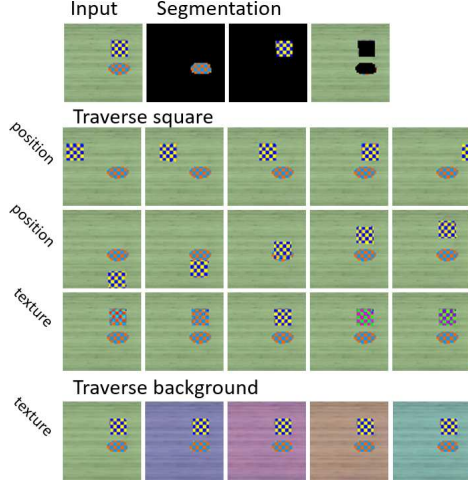 Input Segmentation
Traverse square
position
position
texture
Traverse background
texture